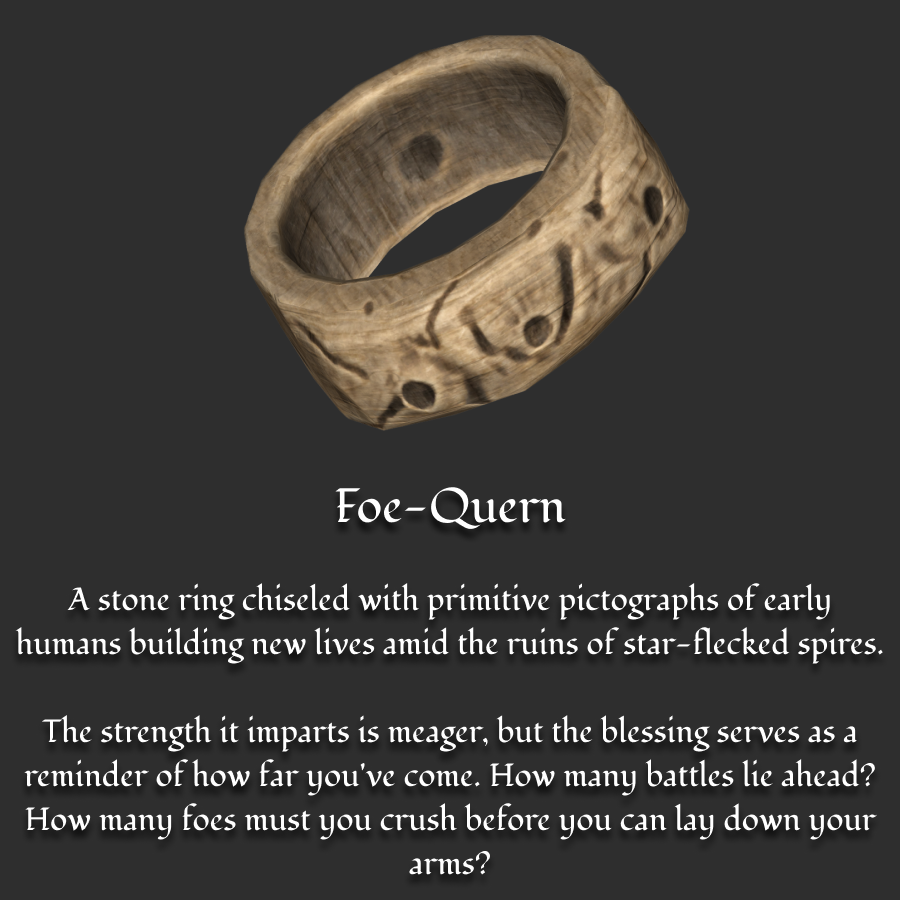 Foe-Quern
A stone ring chiseled with primitive pictographs of early
humans building new lives amid the ruins of star-flecked spires.
The strength it imparts is meager, but the blessing serves as a
reminder of how far you've come. How many battles lie ahead?
How many foes must you crush before you can lay down your
arms?